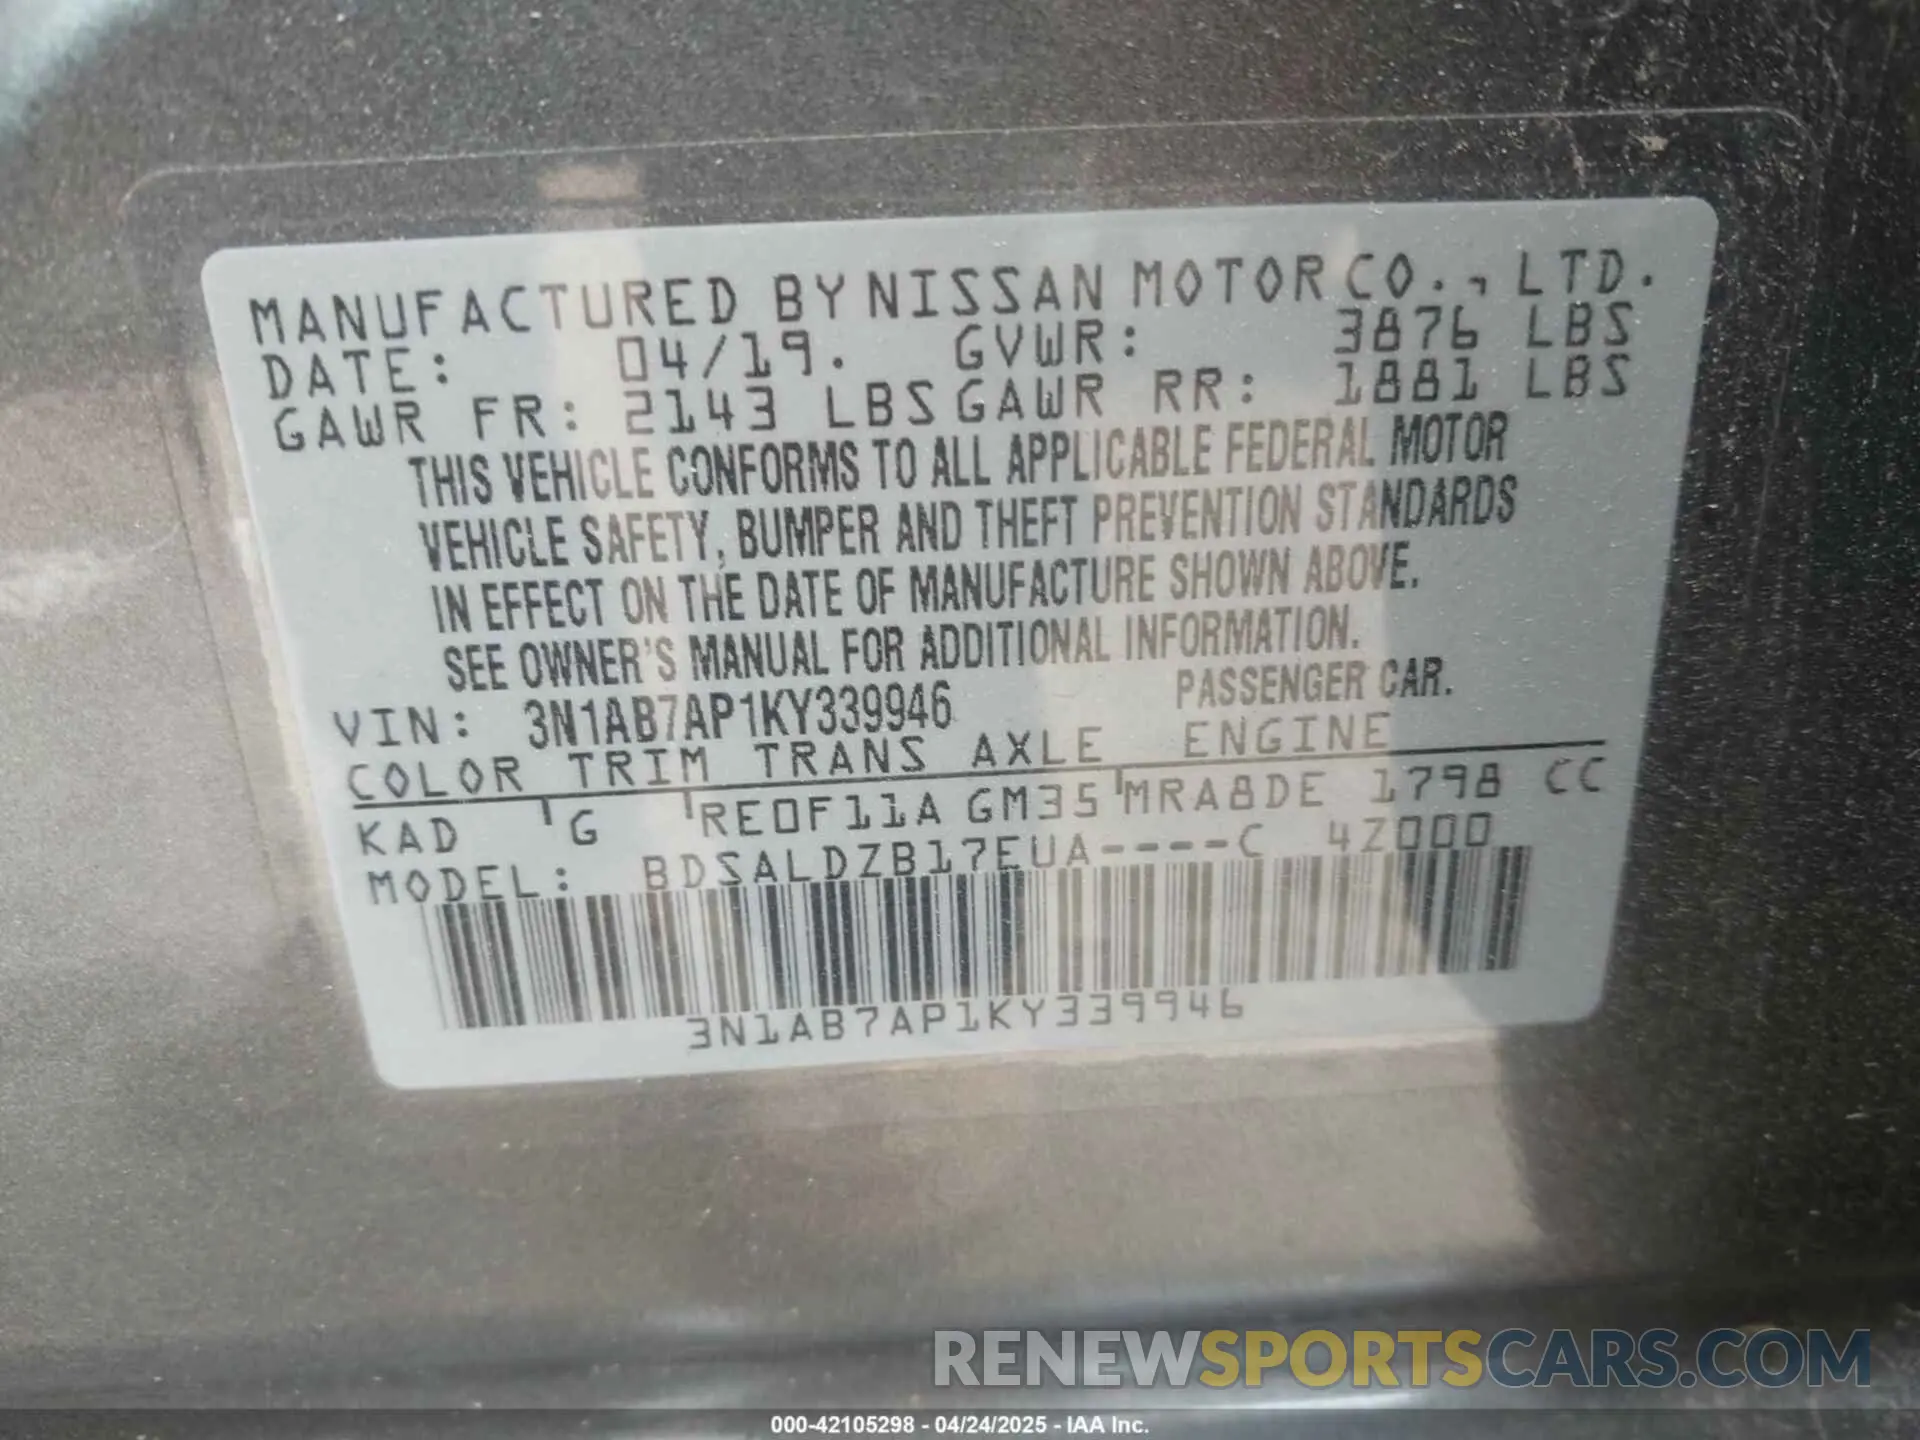 MANUFACTURED BY NISSAN MOTOR CO., LTD.
DATE: 04/19. GVWR: 3876 LBS
GAWR FR: 2143 LBS GAWR RR: 1881 LBS
THIS VEHICLE CONFORMS TO ALL APPLICABLE FEDERAL MOTOR
VEHICLE SAFETY, BUMPER AND THEFT PREVENTION STANDARDS
IN EFFECT ON THE DATE OF MANUFACTURE SHOWN ABOVE.
SEE OWNER'S MANUAL FOR ADDITIONAL INFORMATION.
VIN: 3N1AB7AP1KY339946 PASSENGER CAR.
COLOR TRIM TRANS AXLE ENGINE
KAD G RE0F11A GM35 MRA8DE 1798 CC
MODEL: BDSALDZB17EUA----C 4Z000
3N1AB7AP1KY339946
RENEWSPORTSCARS.COM
000-42105298 - 04/24/2025 - IAA Inc.